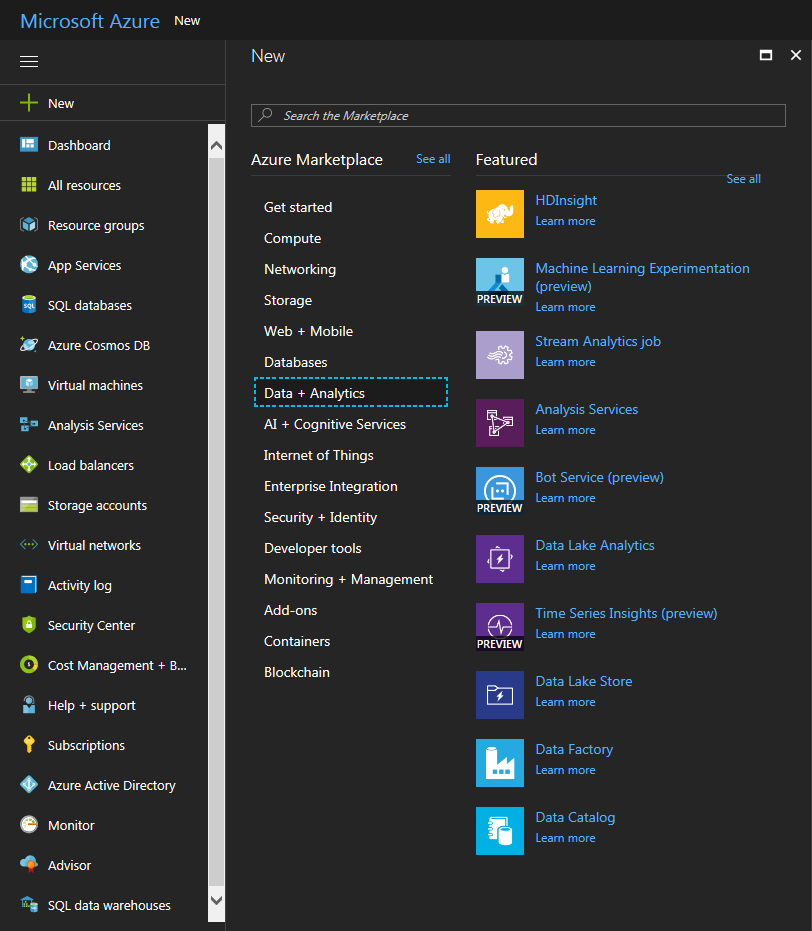 Microsoft Azure New
New
Search the Marketplace
New
Dashboard
All resources
Resource groups
App Services
SQL databases
Azure Cosmos DB
Virtual machines
Analysis Services
Load balancers
Storage accounts
Virtual networks
Activity log
Security Center
Cost Management + B...
Help + support
Subscriptions
Azure Active Directory
Monitor
Advisor
SQL data warehouses
Azure Marketplace See all
Get started
Compute
Networking
Storage
Web + Mobile
Databases
Data + Analytics
AI + Cognitive Services
Internet of Things
Enterprise Integration
Security + Identity
Developer tools
Monitoring + Management
Add-ons
Containers
Blockchain
Featured
See all
HDInsight
Learn more
PREVIEW
Machine Learning Experimentation
(preview)
Learn more
Stream Analytics job
Learn more
Analysis Services
Learn more
PREVIEW
Bot Service (preview)
Learn more
Data Lake Analytics
Learn more
PREVIEW
Time Series Insights (preview)
Learn more
Data Lake Store
Learn more
Data Factory
Learn more
Data Catalog
Learn more